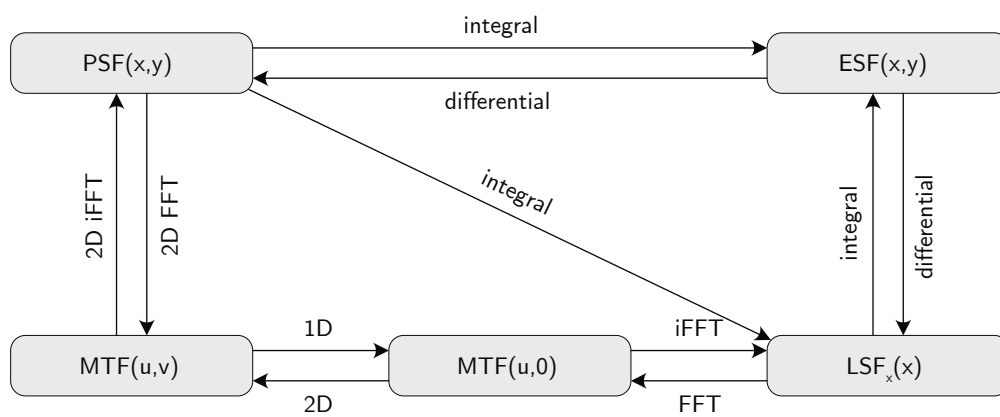 integral
PSF(x,y)
ESF(x,y)
differential
integral
2D iFFT
2D FFT
integral
differential
1D
iFFT
MTF(u,v)
MTF(u,0)
LSFₓ(x)
2D
FFT